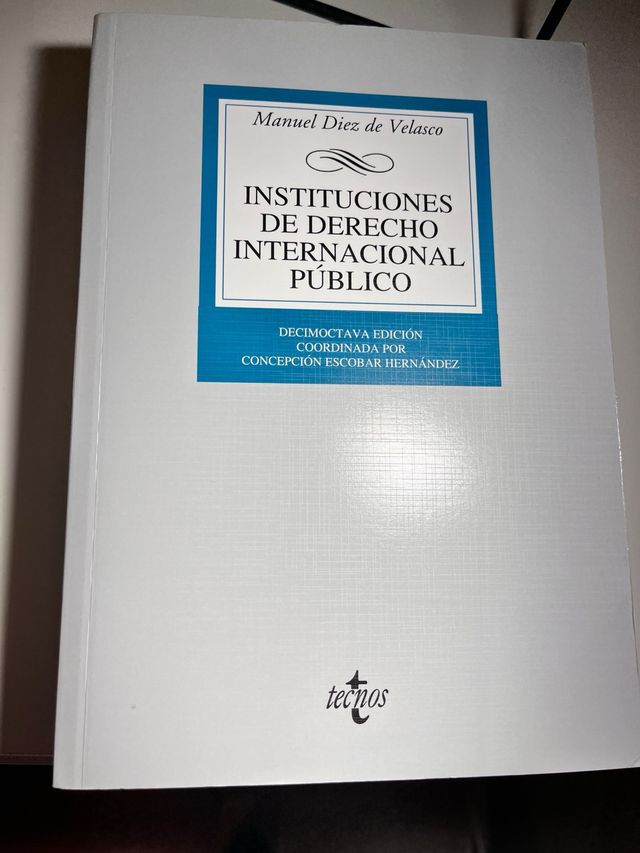 Manuel Diez de Velasco
INSTITUCIONES
DE DERECHO
INTERNACIONAL
PÚBLICO
DECIMOCTAVA EDICIÓN
COORDINADA POR
CONCEPCIÓN ESCOBAR HERNÁNDEZ
tecnos